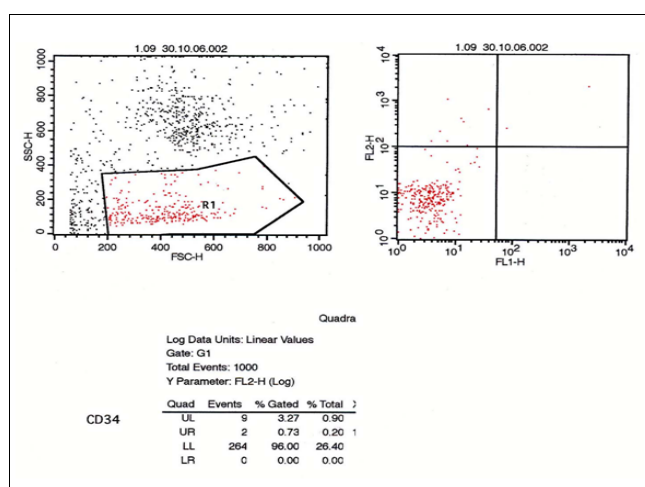 1.09 30.10.06.002
1000
800
600
400
200
0
SSC-H
R1
0 200 400 600 800 1000
FSC-H
1.09 30.10.06.002
10^4
10^3
10^2
10^1
10^0
FL2-H
10^0 10^1 10^2 10^3 10^4
FL1-H
Quadra
Log Data Units: Linear Values
Gate: G1
Total Events: 1000
Y Parameter: FL2-H (Log)
Quad Events % Gated % Total
CD34
UL 9 3.27 0.90
UR 2 0.73 0.20 1
LL 264 96.00 26.40
LR 0 0.00 0.00